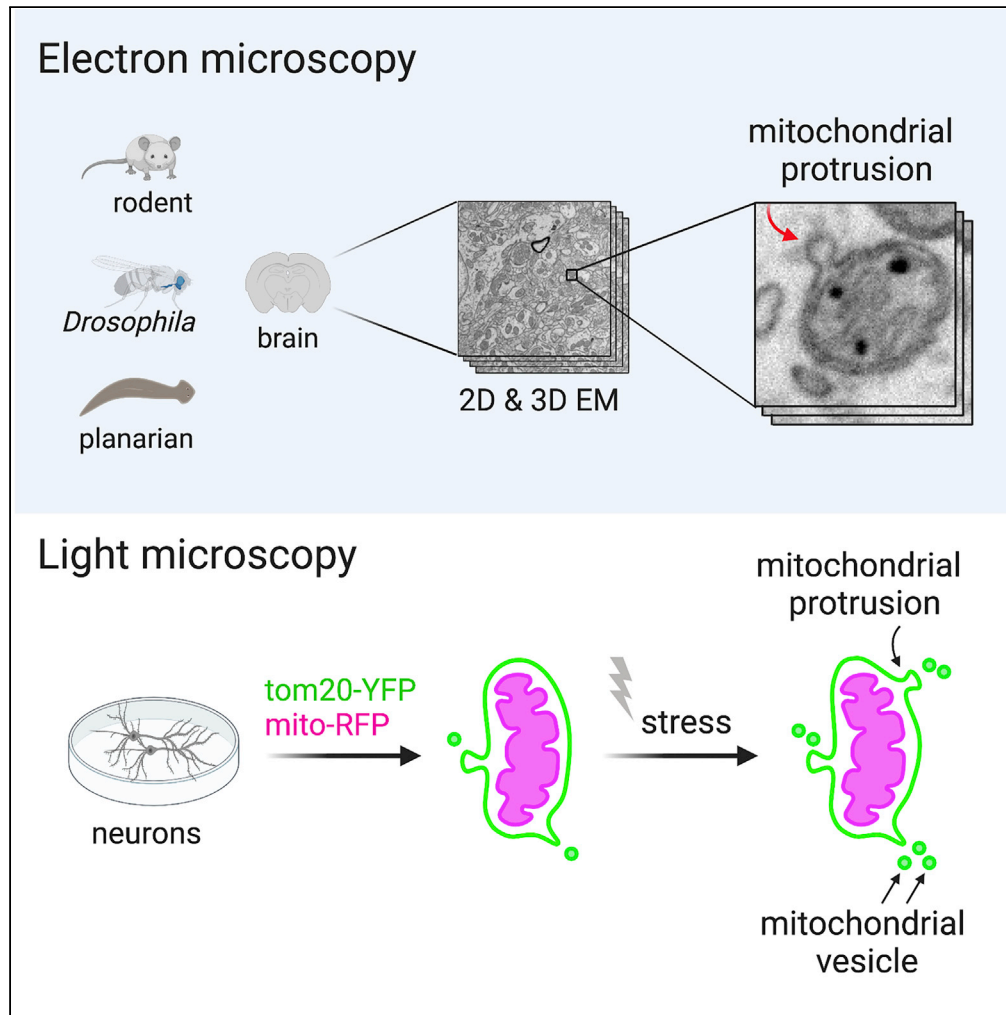 Electron microscopy
rodent
Drosophila
planarian
brain
2D & 3D EM
mitochondrial
protrusion
Light microscopy
neurons
tom20-YFP
mito-RFP
stress
mitochondrial
protrusion
mitochondrial
vesicle